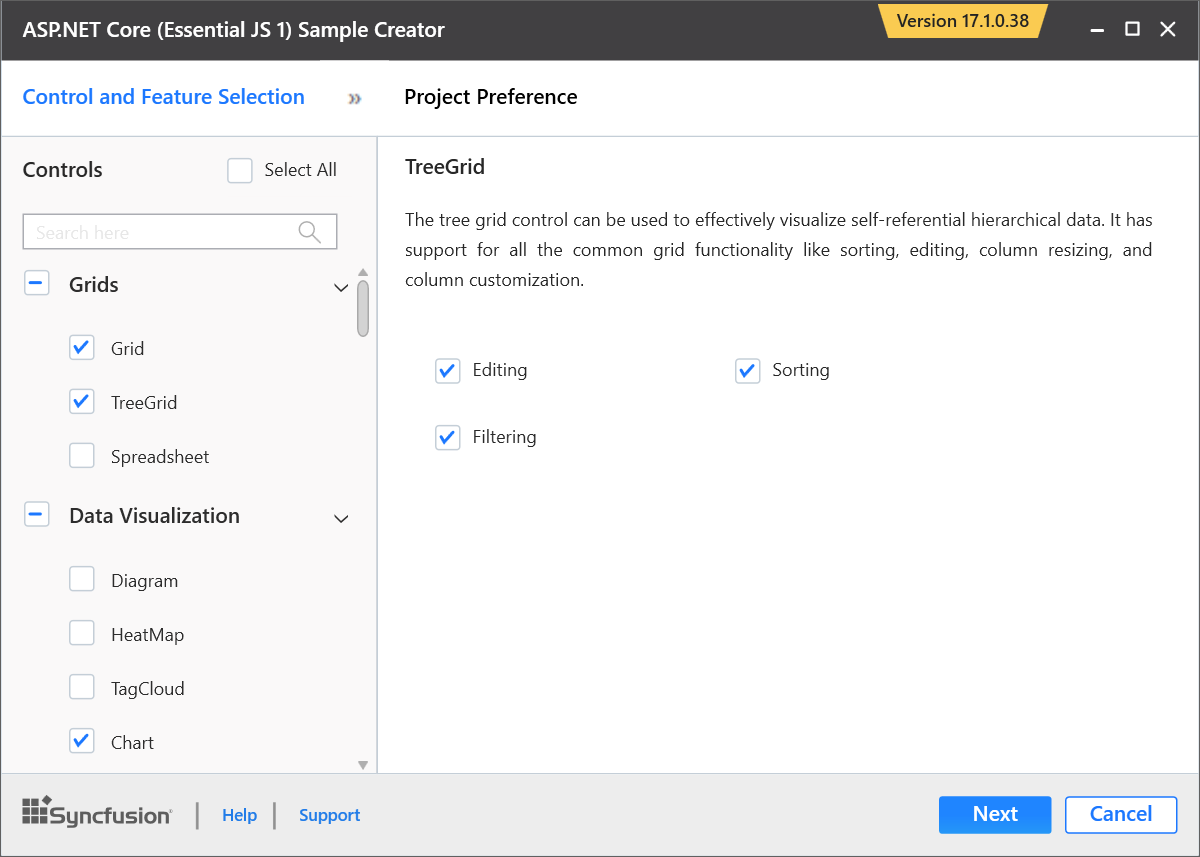 ASP.NET Core (Essential JS 1) Sample Creator
Version 17.1.0.38
Control and Feature Selection
Project Preference
Controls
Select All
Search here
Grids
Grid
TreeGrid
Spreadsheet
Data Visualization
Diagram
HeatMap
TagCloud
Chart
TreeGrid
The tree grid control can be used to effectively visualize self-referential hierarchical data. It has
support for all the common grid functionality like sorting, editing, column resizing, and
column customization.
Editing
Sorting
Filtering
Syncfusion
Help
Support
Next
Cancel